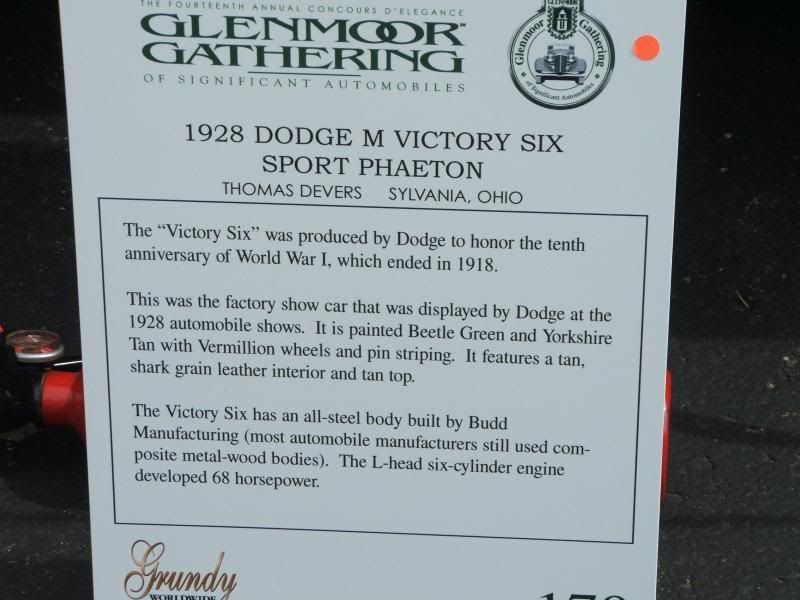 THE FOURTEENTH ANNUAL CONCOURS D'ELEGANCE
GLENMOOR
GATHERING
OF SIGNIFICANT AUTOMOBILES
Glenmoor Gathering
of Significant Automobiles
1928 DODGE M VICTORY SIX
SPORT PHAETON
THOMAS DEVERS SYLVANIA, OHIO
The “Victory Six” was produced by Dodge to honor the tenth
anniversary of World War I, which ended in 1918.
This was the factory show car that was displayed by Dodge at the
1928 automobile shows. It is painted Beetle Green and Yorkshire
Tan with Vermillion wheels and pin striping. It features a tan,
shark grain leather interior and tan top.
The Victory Six has an all-steel body built by Budd
Manufacturing (most automobile manufacturers still used com-
posite metal-wood bodies). The L-head six-cylinder engine
developed 68 horsepower.
Grundy
WORLDWIDE